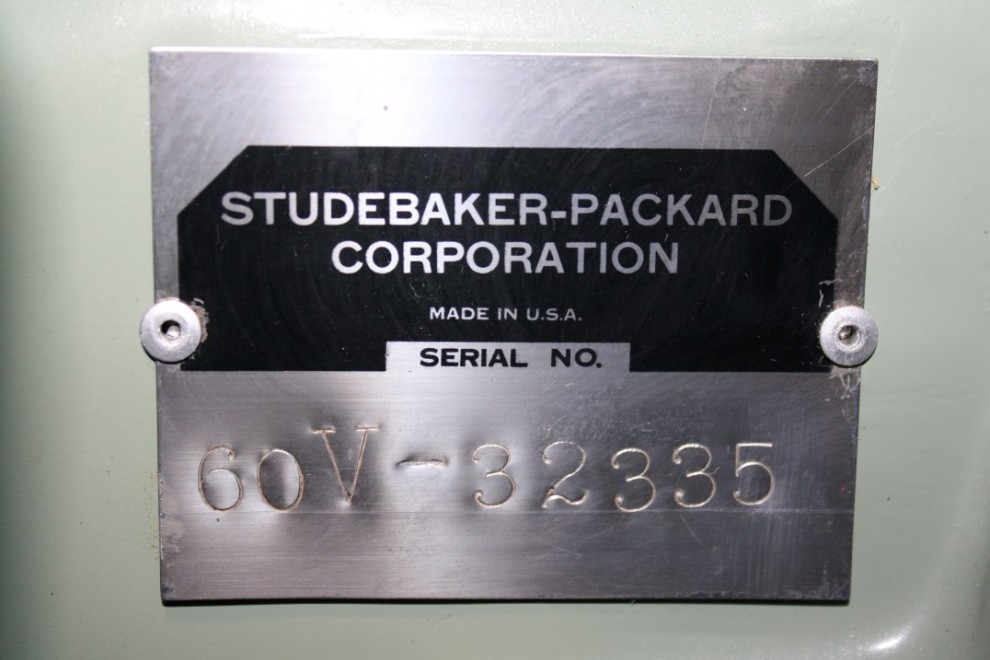 STUDEBAKER-PACKARD
CORPORATION
MADE IN U.S.A.
SERIAL NO.
60V-32335